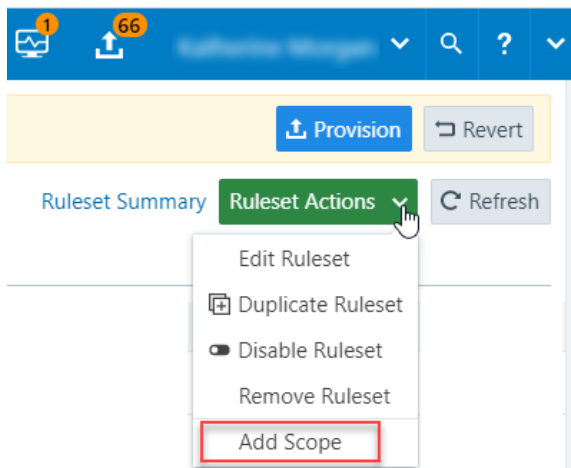 1
66
?
Provision
Revert
Ruleset Summary
Ruleset Actions
Refresh
Edit Ruleset
Duplicate Ruleset
Disable Ruleset
Remove Ruleset
Add Scope